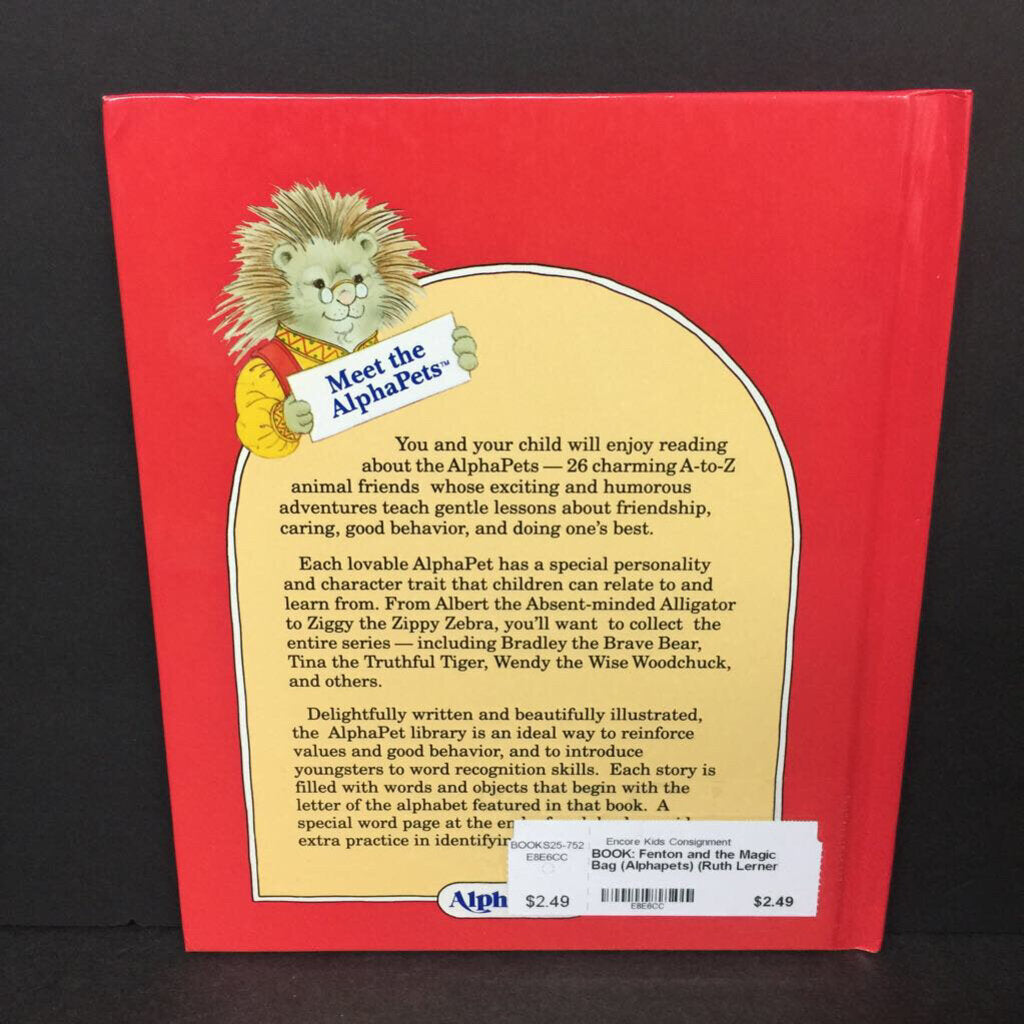 Meet the
AlphaPets™
You and your child will enjoy reading
about the AlphaPets — 26 charming A-to-Z
animal friends whose exciting and humorous
adventures teach gentle lessons about friendship,
caring, good behavior, and doing one's best.
Each lovable AlphaPet has a special personality
and character trait that children can relate to and
learn from. From Albert the Absent-minded Alligator
to Ziggy the Zippy Zebra, you'll want to collect the
entire series — including Bradley the Brave Bear,
Tina the Truthful Tiger, Wendy the Wise Woodchuck,
and others.
Delightfully written and beautifully illustrated,
the AlphaPet library is an ideal way to reinforce
values and good behavior, and to introduce
youngsters to word recognition skills. Each story is
filled with words and objects that begin with the
letter of the alphabet featured in that book. A
special word page at the
extra practice in
Alph
BOOKS25-752
E8E6CC
$2.49
Encore Kids Consignment
BOOK: Fenton and the Magic
Bag (Alphapets) (Ruth Lerner
E8E6CC
$2.49